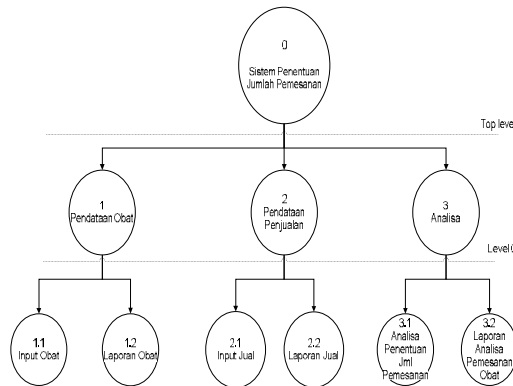 0
Sistem Penentuan
Jumlah Pemesanan
Top level
1
Pendataan Obat
2
Pendataan
Penjualan
3
Analisa
Level 0
1.1
Input Obat
1.2
Laporan Obat
2.1
Input Jual
2.2
Laporan Jual
3.1
Analisa
Penentuan
Jml
Pemesanan
3.2
Laporan
Analisa
Pemesanan
Obat